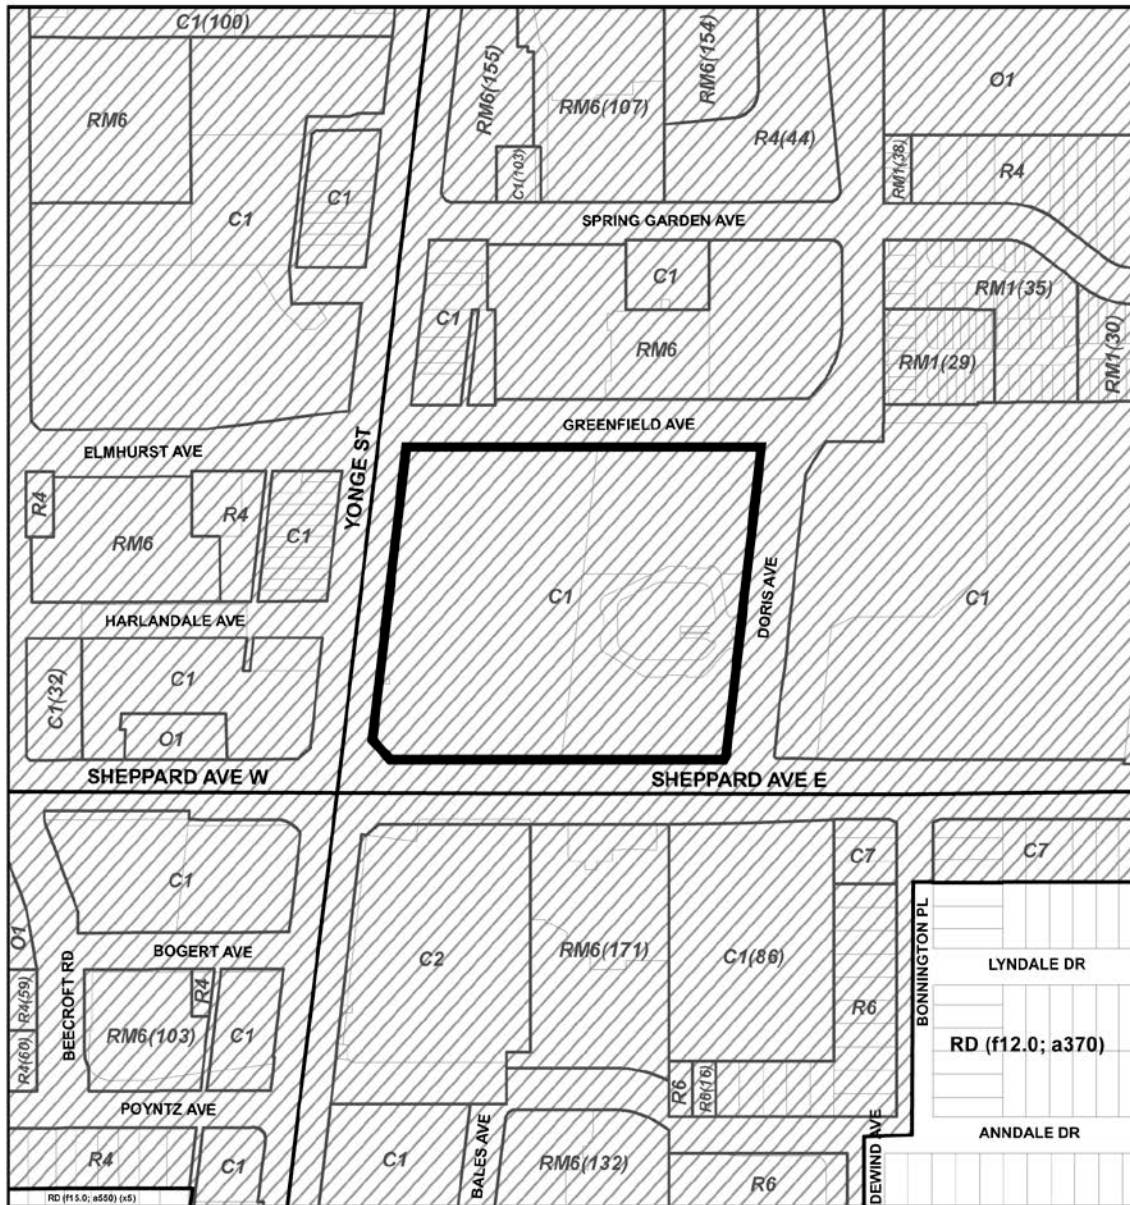 C1(100)
RM6
RM6(155)
RM6(107)
RM6(154)
O1
R4(44)
RM1(38)
R4
C1(103)
C1
C1
SPRING GARDEN AVE
C1
C1
RM6
RM1(35)
RM1(29)
RM1(30)
GREENFIELD AVE
ELMHURST AVE
YONGE ST
R4
R4
C1
RM6
C1
DORIS AVE
C1
HARLANDALE AVE
C1(32)
C1
O1
SHEPPARD AVE W
SHEPPARD AVE E
C7
C7
C1
O1
BOGERT AVE
C2
RM6(171)
C1(86)
BONNINGTON PL
LYNDALE DR
R4(59)
BEECROFT RD
R4
R6
RM6(103)
C1
R4(60)
RD (f12.0; a370)
R6
R6(16)
POYNTZ AVE
ANNDALE DR
R4
C1
C1
BALES AVE
RM6(132)
R6
DEWIND AVE
RD (f15.0; a550) (x5)